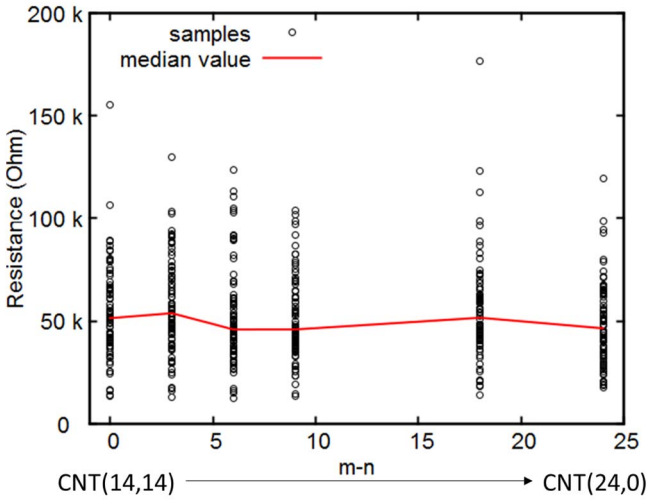 200 k
150 k
100 k
50 k
0
Resistance (Ohm)
samples
median value
0 5 10 15 20 25
m-n
CNT(14,14) CNT(24,0)